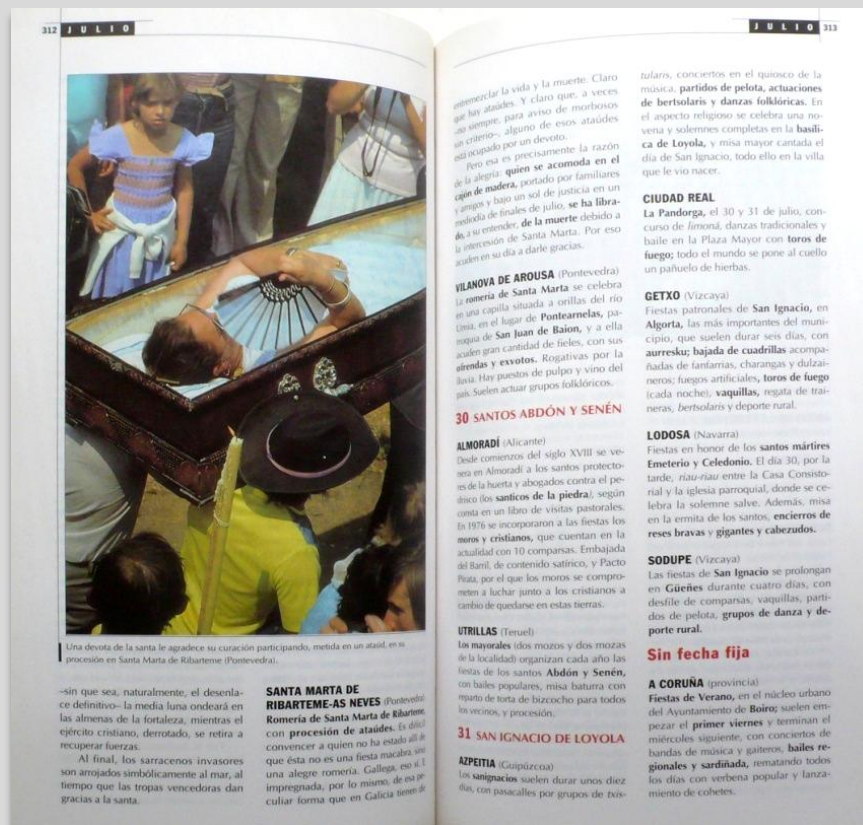 312 JULIO
Una devota de la santa le agradece su curación participando, metida en un ataúd, en su
procesión en Santa Marta de Ribarteme (Pontevedra).
–sin que sea, naturalmente, el desenla-
ce definitivo– la media luna ondeará en
las almenas de la fortaleza, mientras el
ejército cristiano, derrotado, se retira a
recuperar fuerzas.
Al final, los sarracenos invasores
son arrojados simbólicamente al mar, al
tiempo que las tropas vencedoras dan
gracias a la santa.
SANTA MARTA DE
RIBARTEME-AS NEVES (Pontevedra)
Romería de Santa Marta de Ribarteme,
con procesión de ataúdes. Es difícil
convencer a quien no ha estado allí de
que ésta no es una fiesta macabra, sino
una alegre romería. Gallega, eso sí. E
impregnada, por lo mismo, de esa pe-
culiar forma que en Galicia tienen de
JULIO 313
entremezclar la vida y la muerte. Claro
que hay ataúdes. Y claro que, a veces
–no siempre, para aviso de morbosos
sin criterio–, alguno de esos ataúdes
está ocupado por un devoto.
Pero esa es precisamente la razón
de la alegría: quien se acomoda en el
cajón de madera, portado por familiares
y amigos y bajo un sol de justicia en un
mediodía de finales de julio, se ha libra-
do, a su entender, de la muerte debido a
la intercesión de Santa Marta. Por eso
acuden en su día a darle gracias.
VILANOVA DE AROUSA (Pontevedra)
La romería de Santa Marta se celebra
en una capilla situada a orillas del río
Umia, en el lugar de Pontearnelas, pa-
rroquia de San Juan de Baion, y a ella
acuden gran cantidad de fieles, con sus
ofrendas y exvotos. Rogativas por la
lluvia. Hay puestos de pulpo y vino del
país. Suelen actuar grupos folklóricos.
30 SANTOS ABDÓN Y SENÉN
ALMORADÍ (Alicante)
Desde comienzos del siglo XVIII se ve-
nera en Almoradí a los santos protecto-
res de la huerta y abogados contra el pe-
drisco (los santicos de la piedra), según
consta en un libro de visitas pastorales.
En 1976 se incorporaron a las fiestas los
moros y cristianos, que cuentan en la
actualidad con 10 comparsas. Embajada
del Barril, de contenido satírico, y Pacto
Pirata, por el que los moros se compro-
meten a luchar junto a los cristianos a
cambio de quedarse en estas tierras.
UTRILLAS (Teruel)
Los mayorales (dos mozos y dos mozas
de la localidad) organizan cada año las
fiestas de los santos Abdón y Senén,
con bailes populares, misa baturra con
reparto de torta de bizcocho para todos
los vecinos, y procesión.
31 SAN IGNACIO DE LOYOLA
AZPEITIA (Guipúzcoa)
Los sanignacios suelen durar unos diez
días, con pasacalles por grupos de txis-
tularis, conciertos en el quiosco de la
música, partidos de pelota, actuaciones
de bertsolaris y danzas folklóricas. En
el aspecto religioso se celebra una no-
vena y solemnes completas en la basíli-
ca de Loyola, y misa mayor cantada el
día de San Ignacio, todo ello en la villa
que le vio nacer.
CIUDAD REAL
La Pandorga, el 30 y 31 de julio, con-
curso de limoná, danzas tradicionales y
baile en la Plaza Mayor con toros de
fuego; todo el mundo se pone al cuello
un pañuelo de hierbas.
GETXO (Vizcaya)
Fiestas patronales de San Ignacio, en
Algorta, las más importantes del muni-
cipio, que suelen durar seis días, con
aurresku; bajada de cuadrillas acompa-
ñadas de fanfarrias, charangas y dulzai-
neros; fuegos artificiales, toros de fuego
(cada noche), vaquillas, regata de trai-
neras, bertsolaris y deporte rural.
LODOSA (Navarra)
Fiestas en honor de los santos mártires
Emeterio y Celedonio. El día 30, por la
tarde, riau-riau entre la Casa Consisto-
rial y la iglesia parroquial, donde se ce-
lebra la solemne salve. Además, misa
en la ermita de los santos, encierros de
reses bravas y gigantes y cabezudos.
SODUPE (Vizcaya)
Las fiestas de San Ignacio se prolongan
en Güeñes durante cuatro días, con
desfile de comparsas, vaquillas, parti-
dos de pelota, grupos de danza y de-
porte rural.
Sin fecha fija
A CORUÑA (provincia)
Fiestas de Verano, en el núcleo urbano
del Ayuntamiento de Boiro; suelen em-
pezar el primer viernes y terminan el
miércoles siguiente, con conciertos de
bandas de música y gaiteros, bailes re-
gionales y sardiñada, rematando todos
los días con verbena popular y lanza-
miento de cohetes.